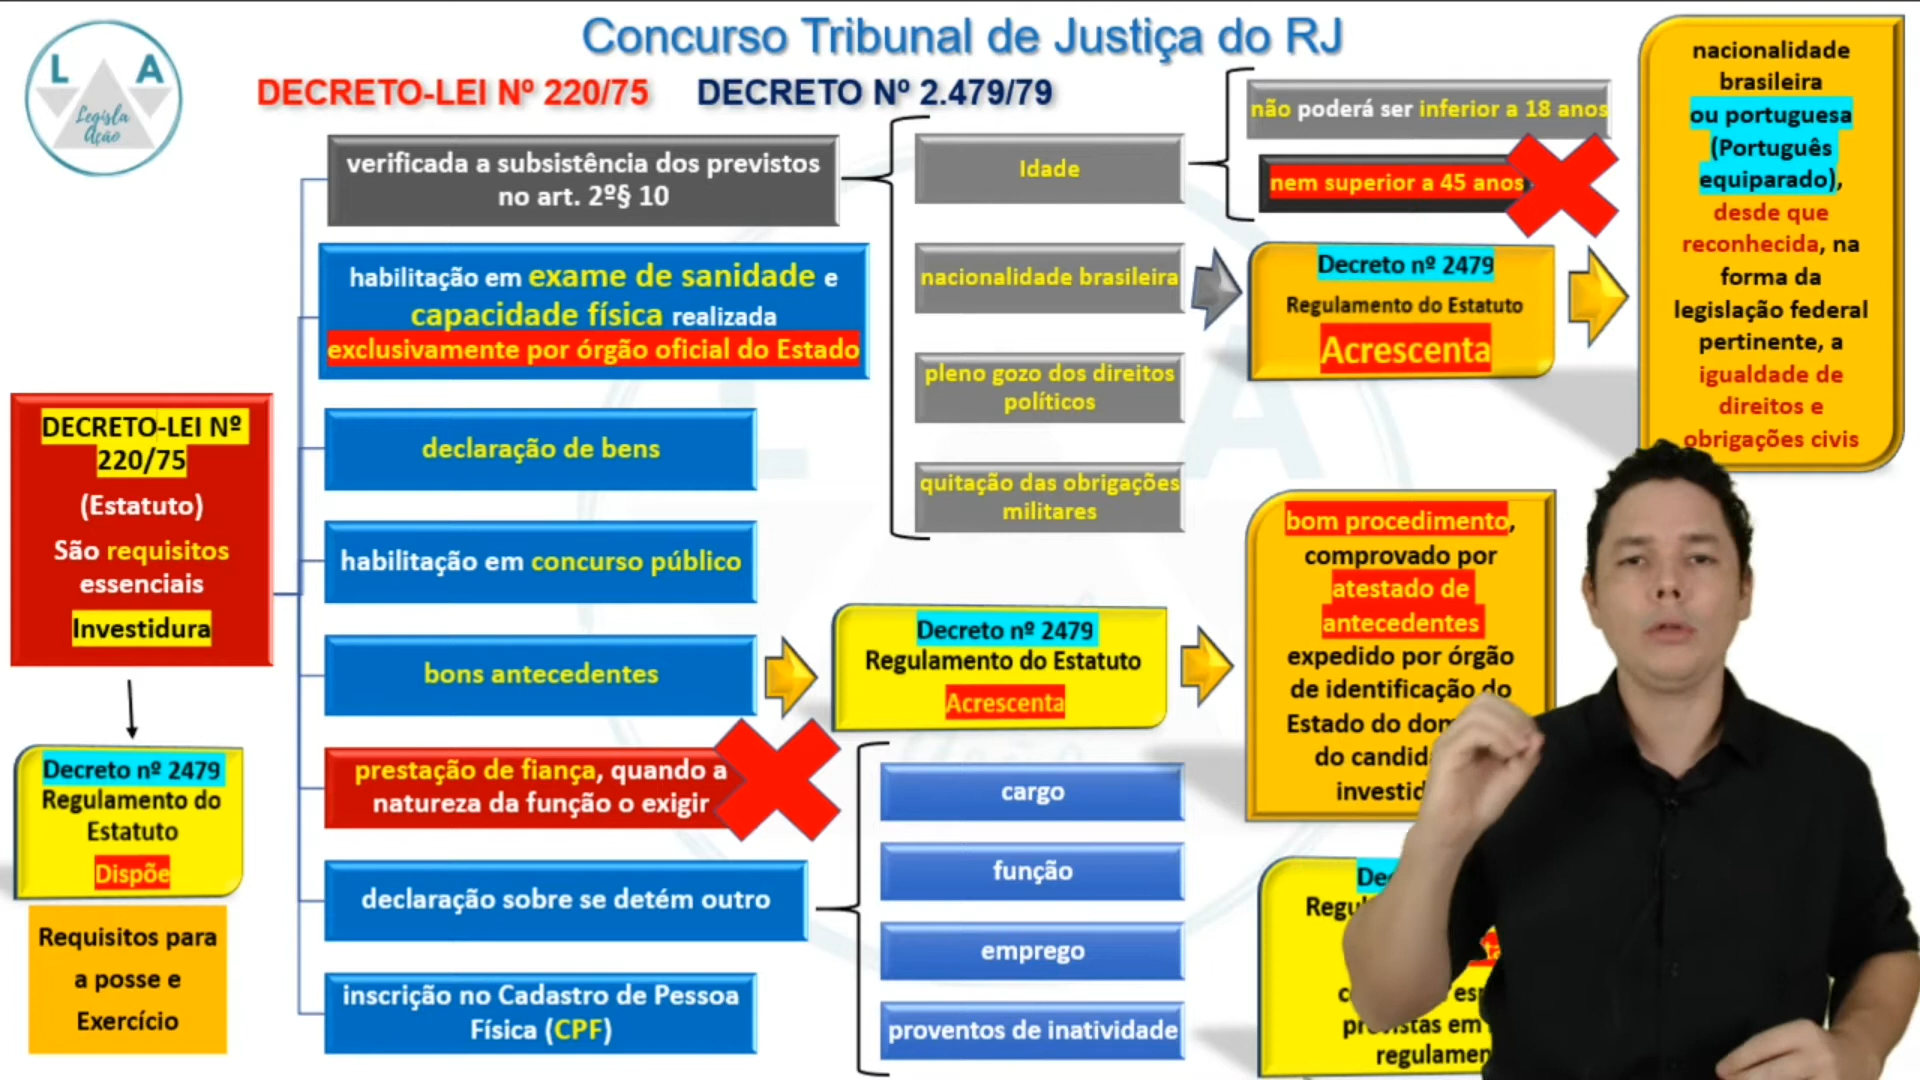 L A
Legisla
Ação
Concurso Tribunal de Justiça do RJ
DECRETO-LEI Nº 220/75 DECRETO Nº 2.479/79
DECRETO-LEI Nº
220/75
(Estatuto)
São requisitos
essenciais
Investidura
Decreto nº 2479
Regulamento do
Estatuto
Dispõe
Requisitos para
a posse e
Exercício
verificada a subsistência dos previstos
no art. 2º§ 10
habilitação em exame de sanidade e
capacidade física realizada
exclusivamente por órgão oficial do Estado
declaração de bens
habilitação em concurso público
bons antecedentes
prestação de fiança, quando a
natureza da função o exigir
declaração sobre se detém outro
inscrição no Cadastro de Pessoa
Física (CPF)
Idade
nacionalidade brasileira
pleno gozo dos direitos
políticos
quitação das obrigações
militares
não poderá ser inferior a 18 anos
nem superior a 45 anos
Decreto nº 2479
Regulamento do Estatuto
Acrescenta
nacionalidade
brasileira
ou portuguesa
(Português
equiparado),
desde que
reconhecida, na
forma da
legislação federal
pertinente, a
igualdade de
direitos e
obrigações civis
Decreto nº 2479
Regulamento do Estatuto
Acrescenta
bom procedimento,
comprovado por
atestado de
antecedentes
expedido por órgão
de identificação do
Estado do
do
cargo
função
emprego
proventos de inatividade
em